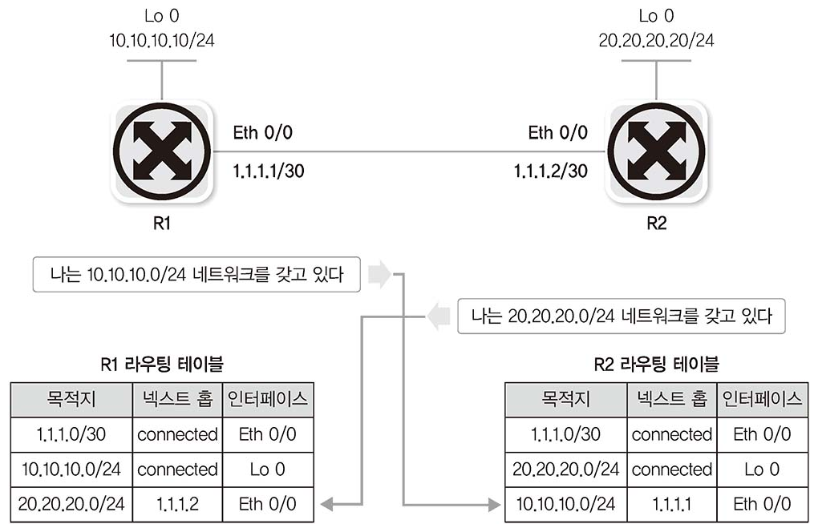 Lo 0
10.10.10.10/24
Lo 0
20.20.20.20/24
Eth 0/0
1.1.1.1/30
Eth 0/0
1.1.1.2/30
R1
R2
나는 10.10.10.0/24 네트워크를 갖고 있다
나는 20.20.20.0/24 네트워크를 갖고 있다
R1 라우팅 테이블
목적지 넥스트 홉 인터페이스
1.1.1.0/30 connected Eth 0/0
10.10.10.0/24 connected Lo 0
20.20.20.0/24 1.1.1.2 Eth 0/0
R2 라우팅 테이블
목적지 넥스트 홉 인터페이스
1.1.1.0/30 connected Eth 0/0
20.20.20.0/24 connected Lo 0
10.10.10.0/24 1.1.1.1 Eth 0/0